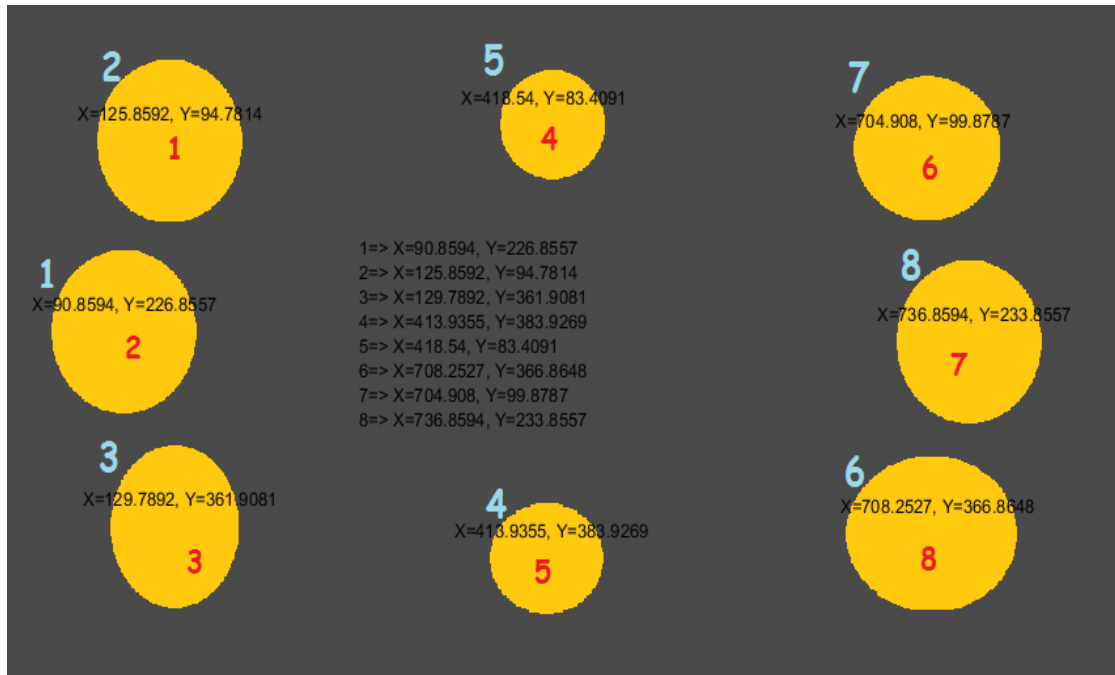 2
5
7
X=125.8592, Y=94.7814
X=418.54, Y=83.4091
X=704.908, Y=99.8787
1
4
6
1
8
X=90.8594, Y=226.8557
X=736.8594, Y=233.8557
2
7
1=> X=90.8594, Y=226.8557
2=> X=125.8592, Y=94.7814
3=> X=129.7892, Y=361.9081
4=> X=413.9355, Y=383.9269
5=> X=418.54, Y=83.4091
6=> X=708.2527, Y=366.8648
7=> X=704.908, Y=99.8787
8=> X=736.8594, Y=233.8557
3
4
6
X=129.7892, Y=361.9081
X=413.9355, Y=383.9269
X=708.2527, Y=366.8648
3
5
8